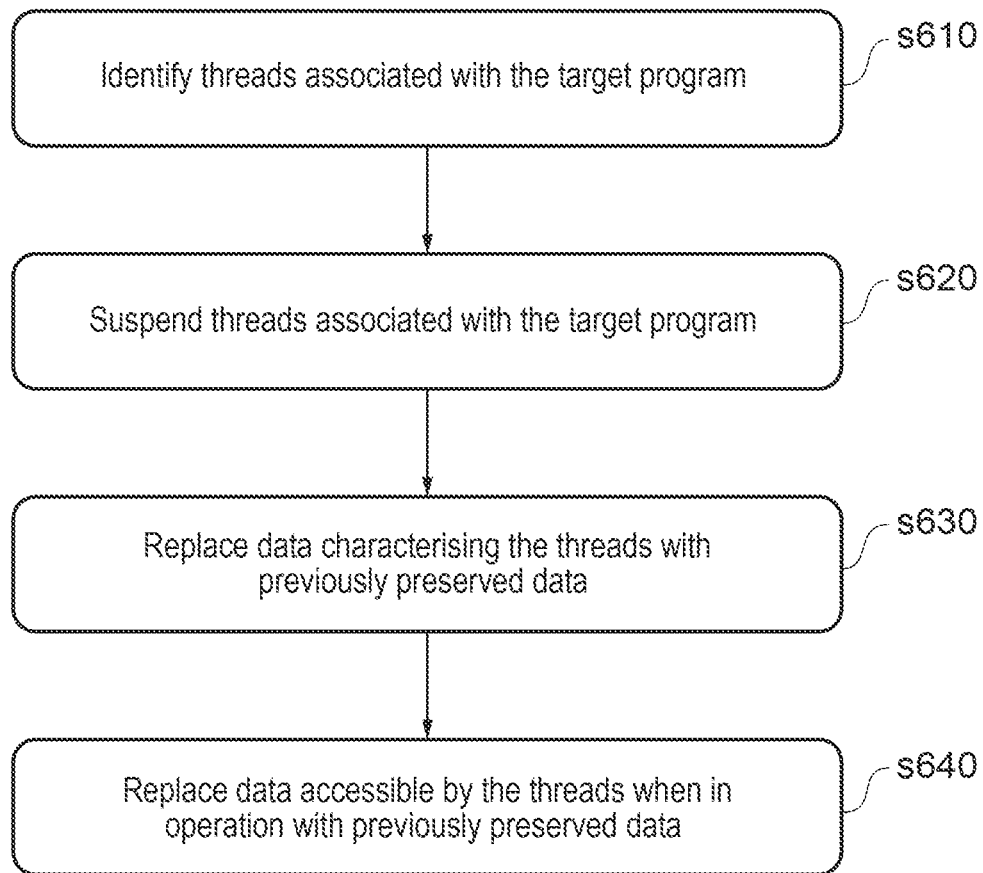 Identify threads associated with the target program
s610
Suspend threads associated with the target program
s620
Replace data characterising the threads with
previously preserved data
s630
Replace data accessible by the threads when in
operation with previously preserved data
s640